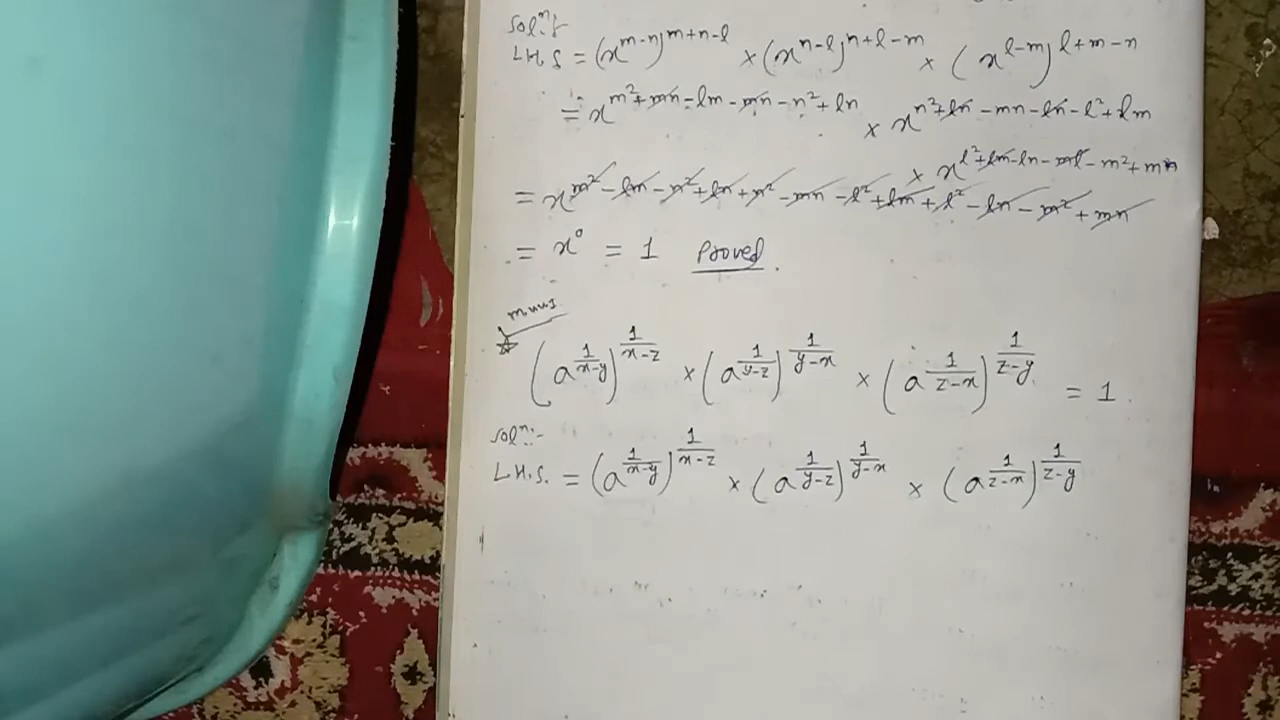 Solⁿ:-
L.H.S = (x^{m-n})^{m+n-l} × (x^{n-l})^{n+l-m} × (x^{l-m})^{l+m-n}
= x^{m²+mn-lm-mn-n²+ln} × x^{n²+ln-mn-ln-l²+lm}
× x^{l²+lm-ln-ml-m²+mn}
= x^{m²-lm-n²+ln+n²-mn-l²+lm+l²-ln-m²+mn}
= x⁰ = 1 Proved.
(a^{1/(x-y)})^{1/(x-z)} × (a^{1/(y-z)})^{1/(y-x)} × (a^{1/(z-x)})^{1/(z-y)} = 1.
Solⁿ:-
L.H.S. = (a^{1/(x-y)})^{1/(x-z)} × (a^{1/(y-z)})^{1/(y-x)} × (a^{1/(z-x)})^{1/(z-y)}